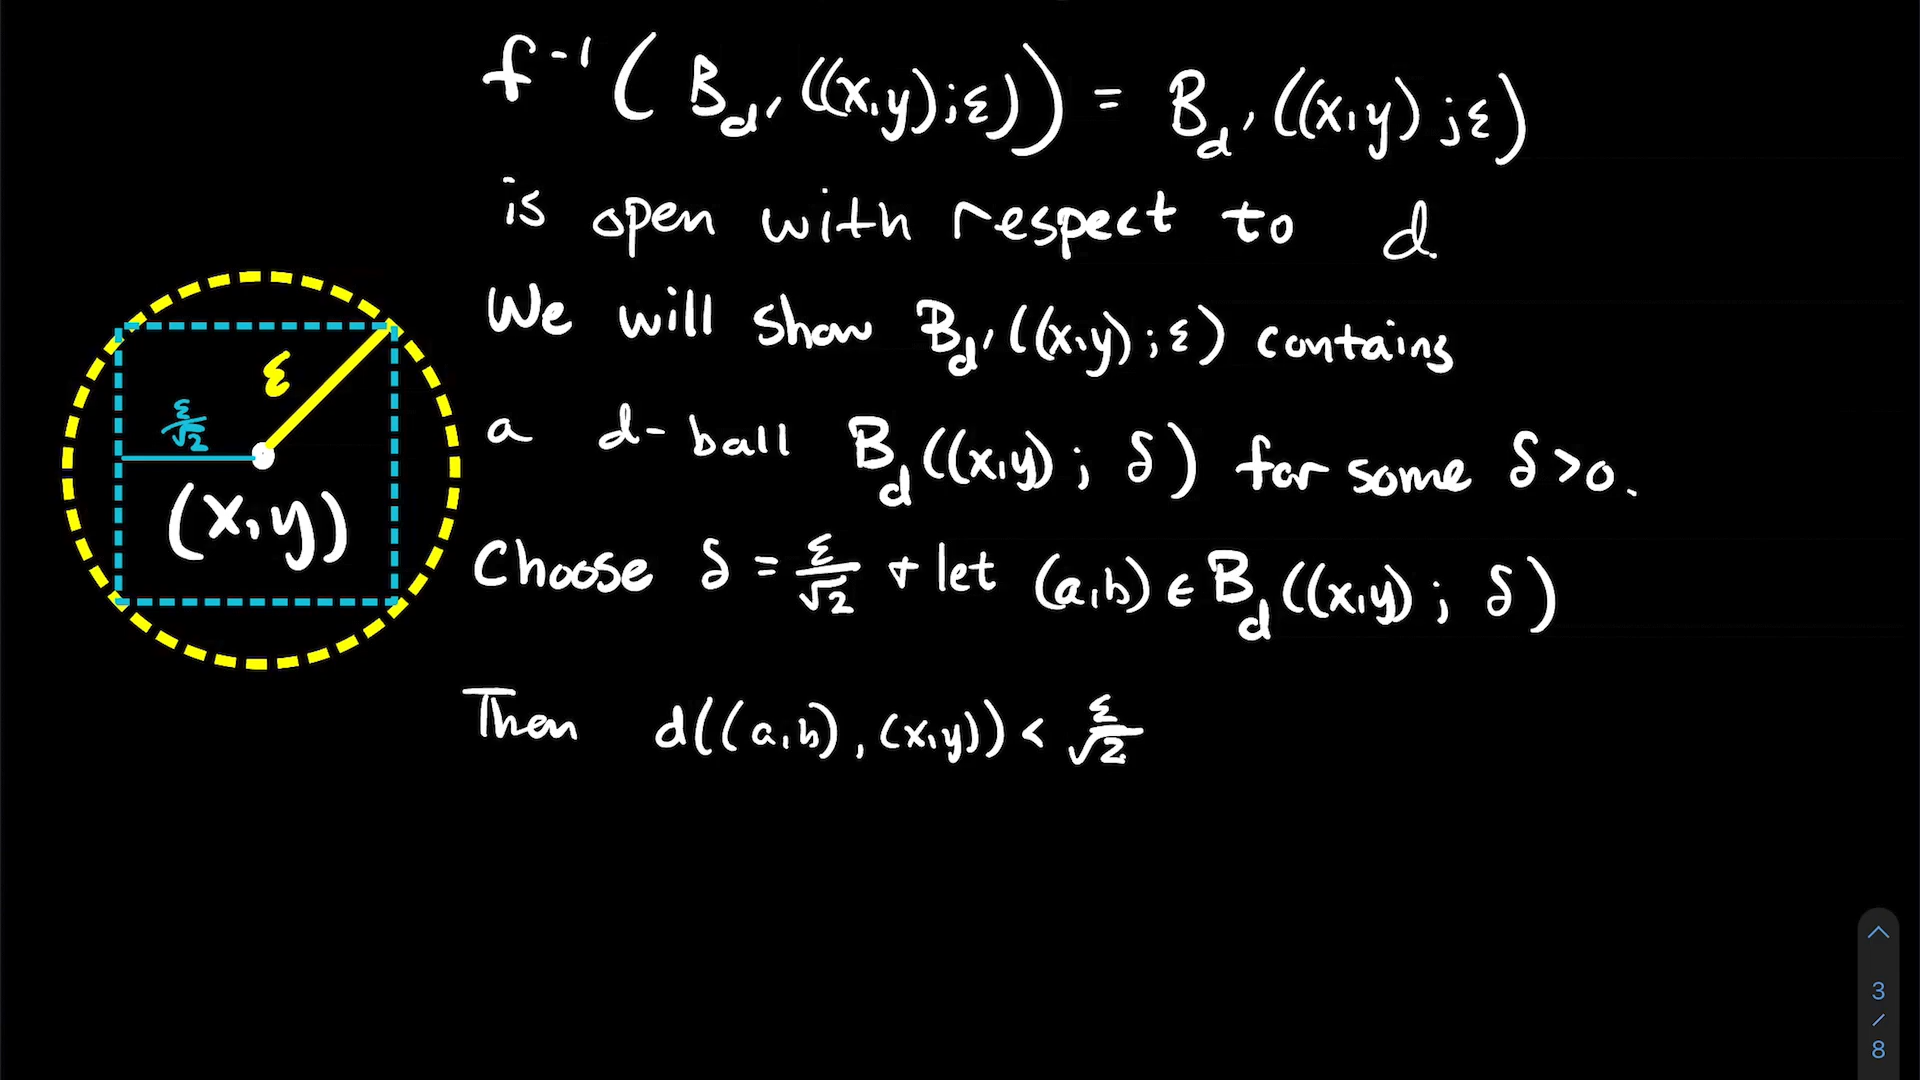 f⁻¹(B_d'((x,y);ε)) = B_d'((x,y);ε)
is open with respect to d.
We will show B_d'((x,y);ε) contains
a d-ball B_d((x,y); δ) for some δ>0.
Choose δ = ε/√2 + let (a,b) ∈ B_d((x,y); δ)
Then d((a,b),(x,y)) < ε/√2
ε
ε/√2
(x,y)
3
/
8